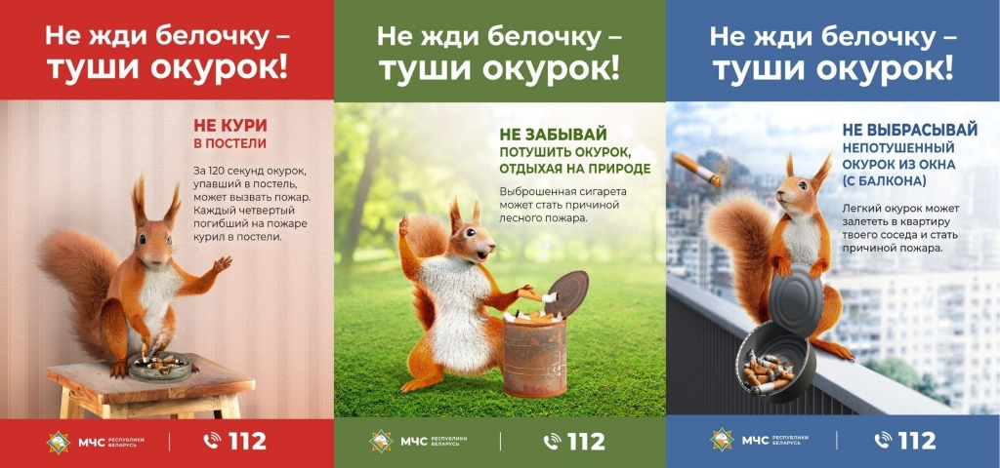 Не жди белочку –
туши окурок!
НЕ КУРИ
В ПОСТЕЛИ
За 120 секунд окурок,
упавший в постель,
может вызвать пожар.
Каждый четвертый
погибший на пожаре
курил в постели.
МЧС РЕСПУБЛИКИ
БЕЛАРУСЬ
112
Не жди белочку –
туши окурок!
НЕ ЗАБЫВАЙ
ПОТУШИТЬ ОКУРОК,
ОТДЫХАЯ НА ПРИРОДЕ
Выброшенная сигарета
может стать причиной
лесного пожара.
МЧС РЕСПУБЛИКИ
БЕЛАРУСЬ
112
Не жди белочку –
туши окурок!
НЕ ВЫБРАСЫВАЙ
НЕПОТУШЕННЫЙ
ОКУРОК ИЗ ОКНА
(С БАЛКОНА)
Легкий окурок может
залететь в квартиру
твоего соседа и стать
причиной пожара.
МЧС РЕСПУБЛИКИ
БЕЛАРУСЬ
112